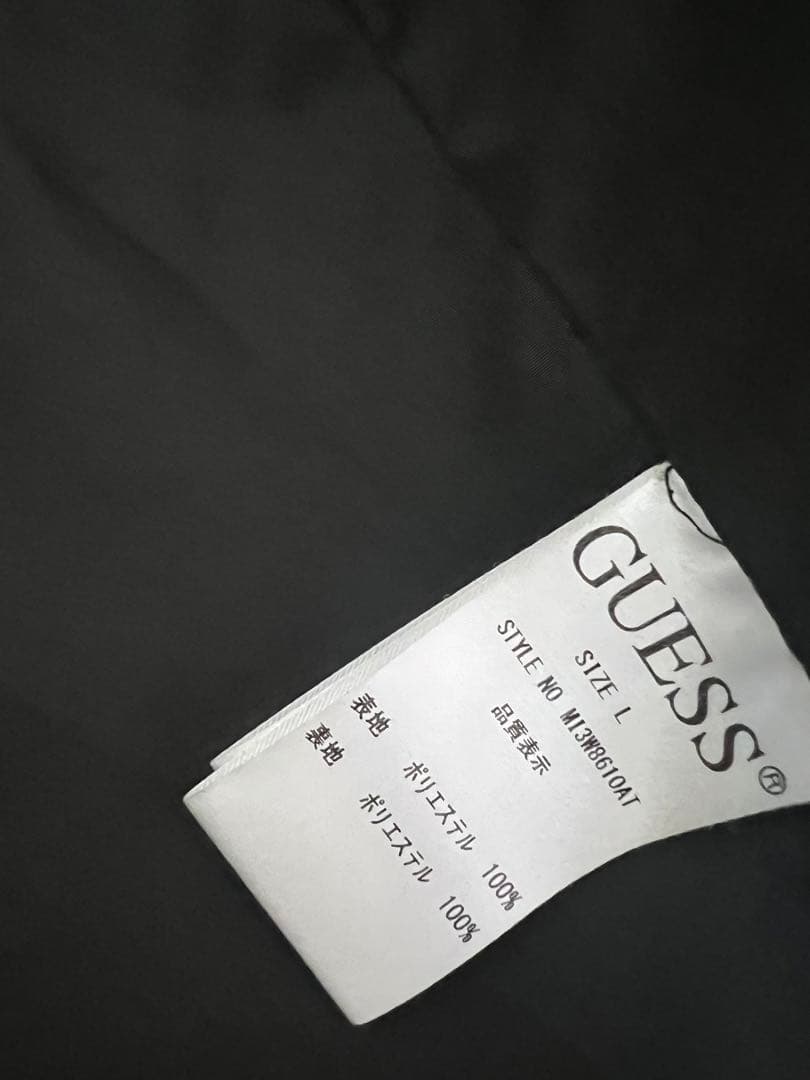 GUESS®
SIZE L
STYLE NO MI3W8610AT
品質表示
表地 ポリエステル 100%
裏地 ポリエステル 100%